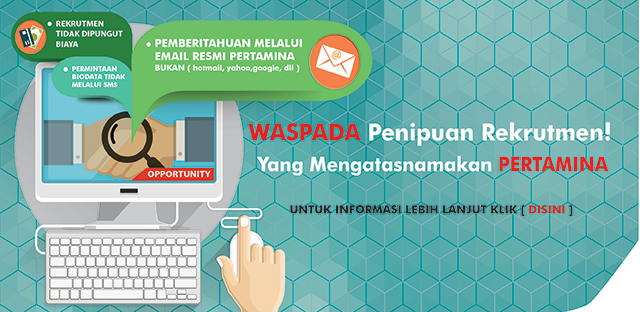 • REKRUTMEN
TIDAK DIPUNGUT
BIAYA
• PERMINTAAN
BIODATA TIDAK
MELALUI SMS
• PEMBERITAHUAN MELALUI
EMAIL RESMI PERTAMINA
BUKAN ( hotmail, yahoo,google, dll )
@
OPPORTUNITY
WASPADA Penipuan Rekrutmen!
Yang Mengatasnamakan PERTAMINA
UNTUK INFORMASI LEBIH LANJUT KLIK [ DISINI ]